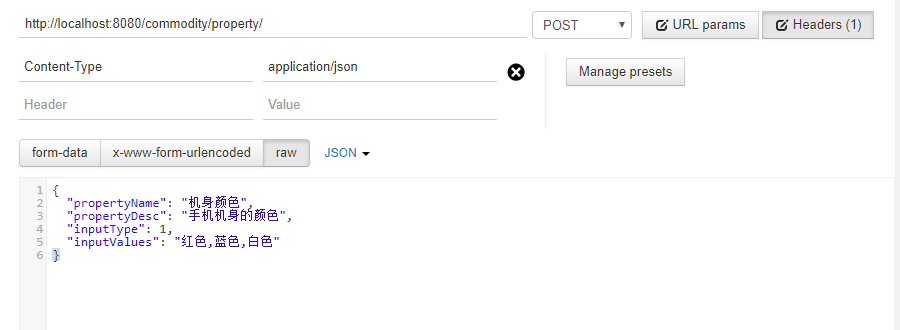 http://localhost:8080/commodity/property/ POST URL params Headers (1)
Content-Type application/json Manage presets
Header Value
form-data x-www-form-urlencoded raw JSON
1 {
2 "propertyName": "机身颜色",
3 "propertyDesc": "手机机身的颜色",
4 "inputType": 1,
5 "inputValues": "红色,蓝色,白色"
6 }